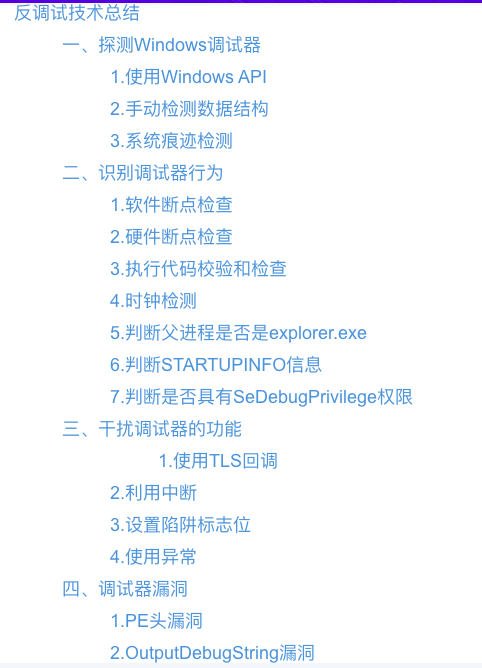 反调试技术总结
一、探测Windows调试器
1.使用Windows API
2.手动检测数据结构
3.系统痕迹检测
二、识别调试器行为
1.软件断点检查
2.硬件断点检查
3.执行代码校验和检查
4.时钟检测
5.判断父进程是否是explorer.exe
6.判断STARTUPINFO信息
7.判断是否具有SeDebugPrivilege权限
三、干扰调试器的功能
1.使用TLS回调
2.利用中断
3.设置陷阱标志位
4.使用异常
四、调试器漏洞
1.PE头漏洞
2.OutputDebugString漏洞